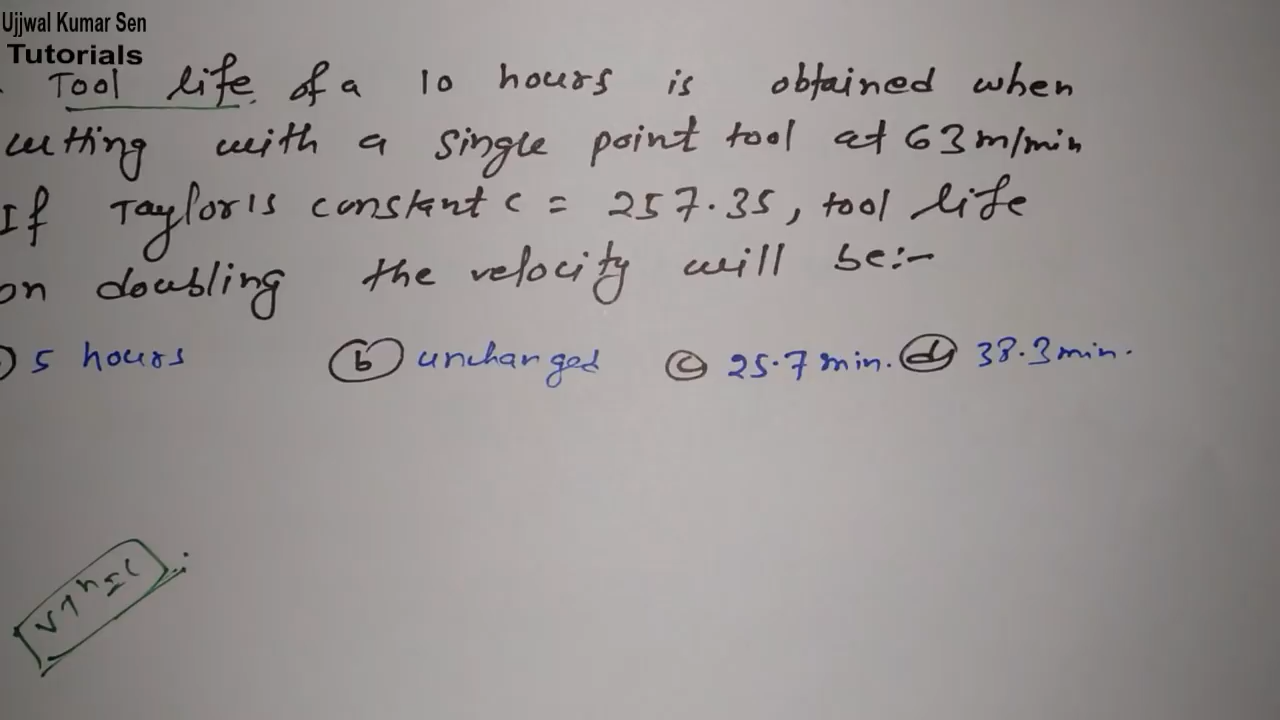 Ujjwal Kumar Sen
Tutorials
Tool life of a 10 hours is obtained when
cutting with a single point tool at 63 m/min
If Taylor's constant c = 257.35, tool life
on doubling the velocity will be:-
) 5 hours (b) unchanged (c) 25.7 min. (d) 38.3 min.
VTⁿ=C